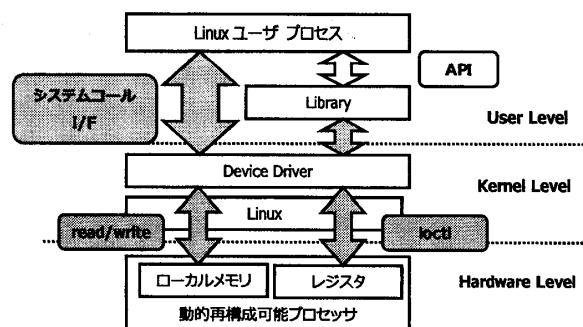 Linux ユーザ プロセス
API
システムコール
I/F
Library
User Level
Device Driver
Kernel Level
Linux
read/write
ioctl
ローカルメモリ
レジスタ
Hardware Level
動的再構成可能プロセッサ